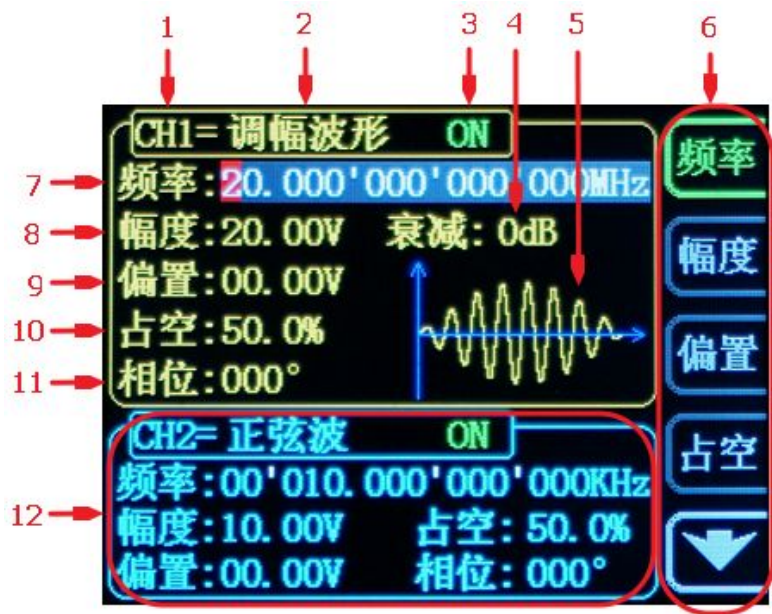 1 2 3 4 5 6
CH1=调幅波形 ON
7 频率:20.000'000'000'000MHz
8 幅度:20.00V 衰减:0dB
9 偏置:00.00V
10 占空:50.0%
11 相位:000°
CH2=正弦波 ON
频率:00'010.000'000'000KHz
12 幅度:10.00V 占空:50.0%
偏置:00.00V 相位:000°
频率
幅度
偏置
占空